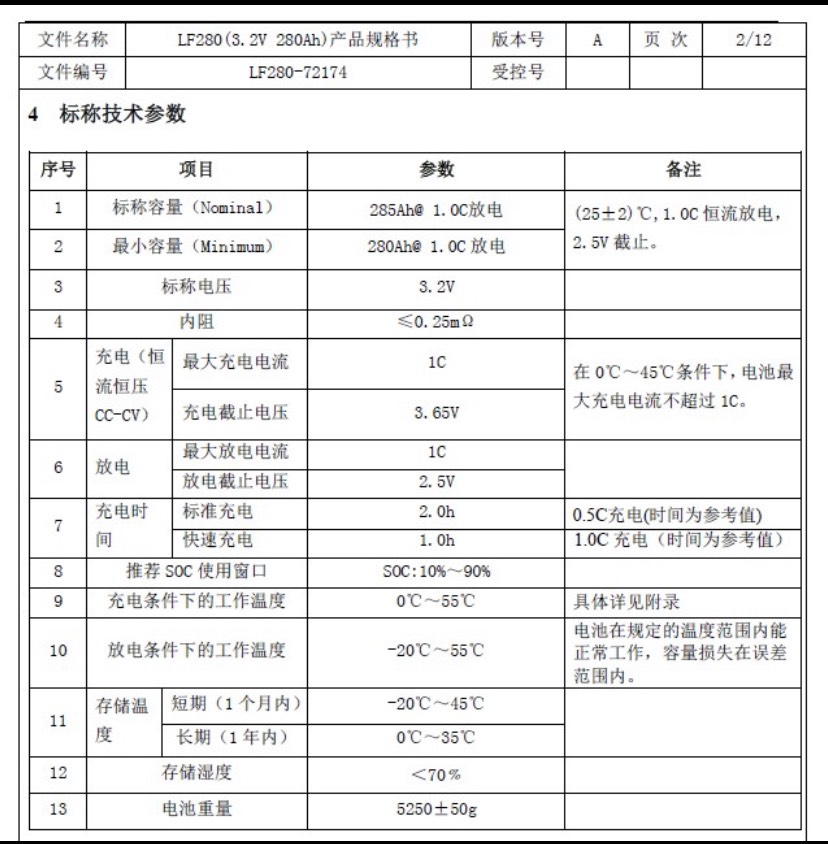 文件名称 LF280(3.2V 280Ah)产品规格书 版本号 A 页 次 2/12
文件编号 LF280-72174 受控号
4 标称技术参数
序号 项目 参数 备注
1 标称容量（Nominal） 285Ah@ 1.0C放电 (25±2)℃,1.0C 恒流放电，
2.5V 截止。
2 最小容量（Minimum） 280Ah@ 1.0C 放电
3 标称电压 3.2V
4 内阻 ≤0.25mΩ
5 充电（恒
流恒压
CC-CV）
最大充电电流 1C
充电截止电压 3.65V
在 0℃～45℃条件下，电池最
大充电电流不超过 1C。
6 放电 最大放电电流 1C
放电截止电压 2.5V
7 充电时
间
标准充电 2.0h 0.5C充电(时间为参考值)
快速充电 1.0h 1.0C 充电（时间为参考值）
8 推荐 SOC 使用窗口 SOC:10%～90%
9 充电条件下的工作温度 0℃～55℃ 具体详见附录
10 放电条件下的工作温度 -20℃～55℃ 电池在规定的温度范围内能
正常工作，容量损失在误差
范围内。
11 存储温
度
短期（1 个月内） -20℃～45℃
长期（1 年内） 0℃～35℃
12 存储湿度 ＜70%
13 电池重量 5250±50g